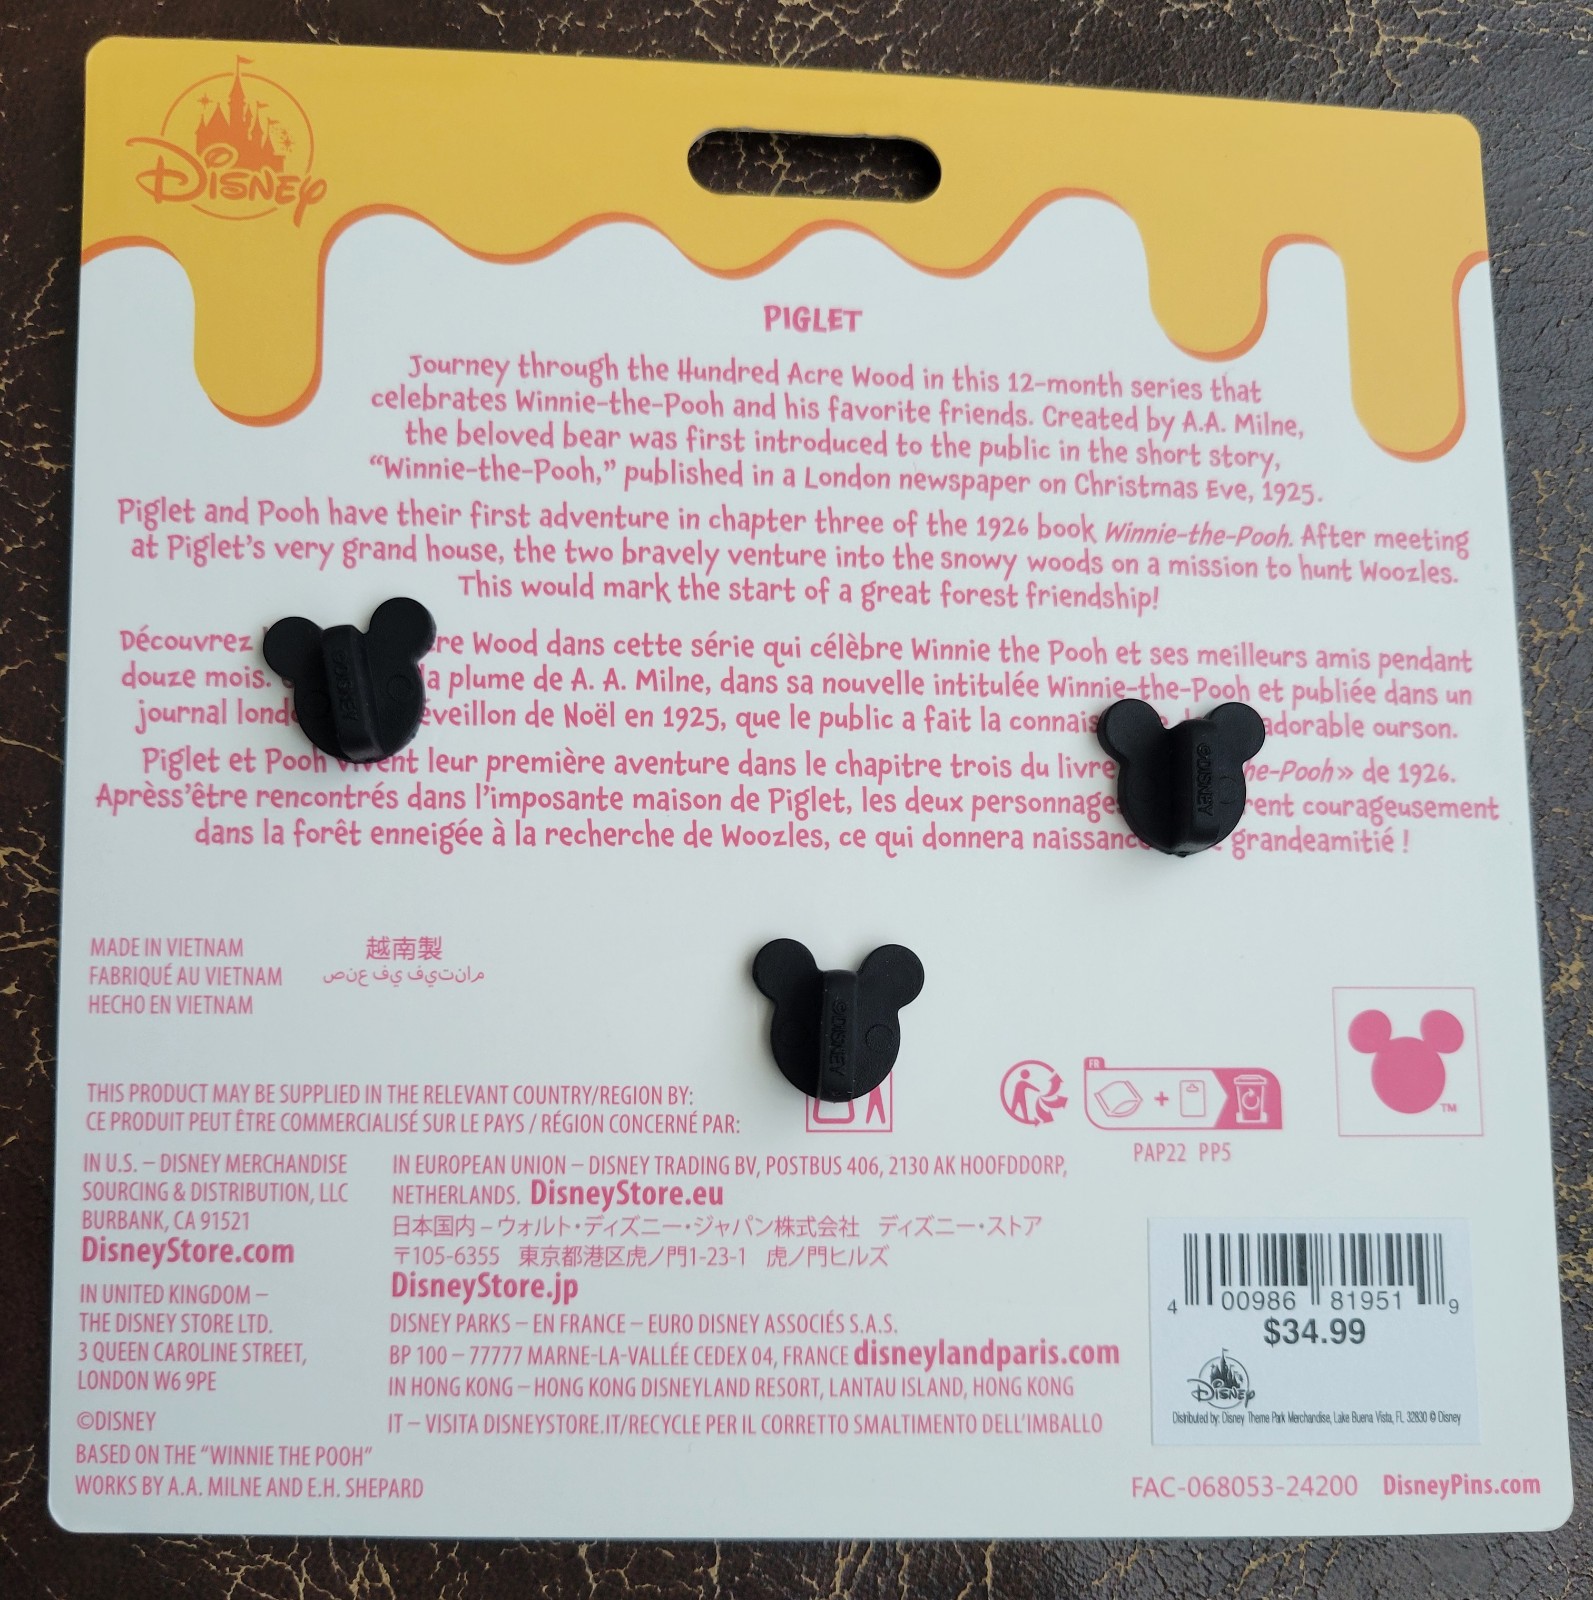 Disney
PIGLET
Journey through the Hundred Acre Wood in this 12-month series that
celebrates Winnie-the-Pooh and his favorite friends. Created by A.A. Milne,
the beloved bear was first introduced to the public in the short story,
“Winnie-the-Pooh,” published in a London newspaper on Christmas Eve, 1925.
Piglet and Pooh have their first adventure in chapter three of the 1926 book Winnie-the-Pooh. After meeting
at Piglet's very grand house, the two bravely venture into the snowy woods on a mission to hunt Woozles.
This would mark the start of a great forest friendship!
Découvrez re Wood dans cette série qui célèbre Winnie the Pooh et ses meilleurs amis pendant
douze mois. la plume de A. A. Milne, dans sa nouvelle intitulée Winnie-the-Pooh et publiée dans un
journal lond éveillon de Noël en 1925, que le public a fait la connais adorable ourson.
Piglet et Pooh vivent leur première aventure dans le chapitre trois du livre he-Pooh» de 1926.
Aprèss'être rencontrés dans l'imposante maison de Piglet, les deux personnage rent courageusement
dans la forêt enneigée à la recherche de Woozles, ce qui donnera naissanc grandeamitié !
©DISNEY
©DISNEY
©DISNEY
MADE IN VIETNAM
FABRIQUÉ AU VIETNAM
HECHO EN VIETNAM
越南製
مانتيف يف عنص
THIS PRODUCT MAY BE SUPPLIED IN THE RELEVANT COUNTRY/REGION BY:
CE PRODUIT PEUT ÊTRE COMMERCIALISÉ SUR LE PAYS / RÉGION CONCERNÉ PAR:
FR
PAP22 PP5
TM
IN U.S. – DISNEY MERCHANDISE
SOURCING & DISTRIBUTION, LLC
BURBANK, CA 91521
DisneyStore.com
IN UNITED KINGDOM –
THE DISNEY STORE LTD.
3 QUEEN CAROLINE STREET,
LONDON W6 9PE
©DISNEY
BASED ON THE “WINNIE THE POOH”
WORKS BY A.A. MILNE AND E.H. SHEPARD
IN EUROPEAN UNION – DISNEY TRADING BV, POSTBUS 406, 2130 AK HOOFDDORP,
NETHERLANDS. DisneyStore.eu
日本国内 – ウォルト・ディズニー・ジャパン株式会社 ディズニー・ストア
〒105-6355 東京都港区虎ノ門1-23-1 虎ノ門ヒルズ
DisneyStore.jp
DISNEY PARKS – EN FRANCE – EURO DISNEY ASSOCIÉS S.A.S.
BP 100 – 77777 MARNE-LA-VALLÉE CEDEX 04, FRANCE disneylandparis.com
IN HONG KONG – HONG KONG DISNEYLAND RESORT, LANTAU ISLAND, HONG KONG
IT – VISITA DISNEYSTORE.IT/RECYCLE PER IL CORRETTO SMALTIMENTO DELL'IMBALLO
4 00986 81951 9
$34.99
Disney
Distributed by: Disney Theme Park Merchandise, Lake Buena Vista, FL 32830 © Disney
FAC-068053-24200 DisneyPins.com